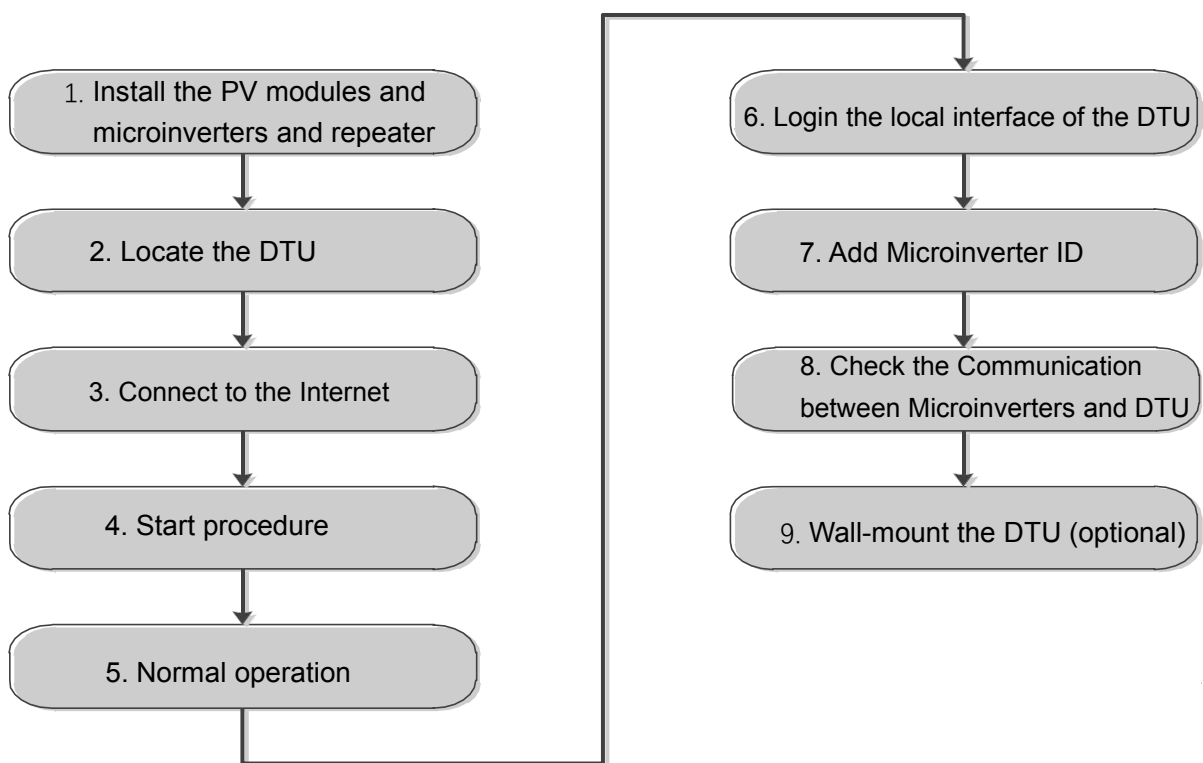 1. Install the PV modules and
microinverters and repeater
2. Locate the DTU
3. Connect to the Internet
4. Start procedure
5. Normal operation
6. Login the local interface of the DTU
7. Add Microinverter ID
8. Check the Communication
between Microinverters and DTU
9. Wall-mount the DTU (optional)